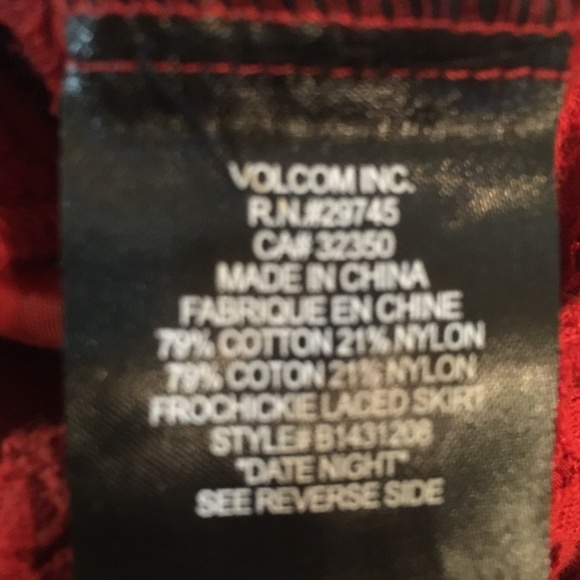 VOLCOM INC.
R.N.#29745
CA# 32350
MADE IN CHINA
FABRIQUE EN CHINE
79% COTTON 21% NYLON
79% COTON 21% NYLON
FROCHICKIE LACED SKIRT
STYLE# B1431208
"DATE NIGHT"
SEE REVERSE SIDE